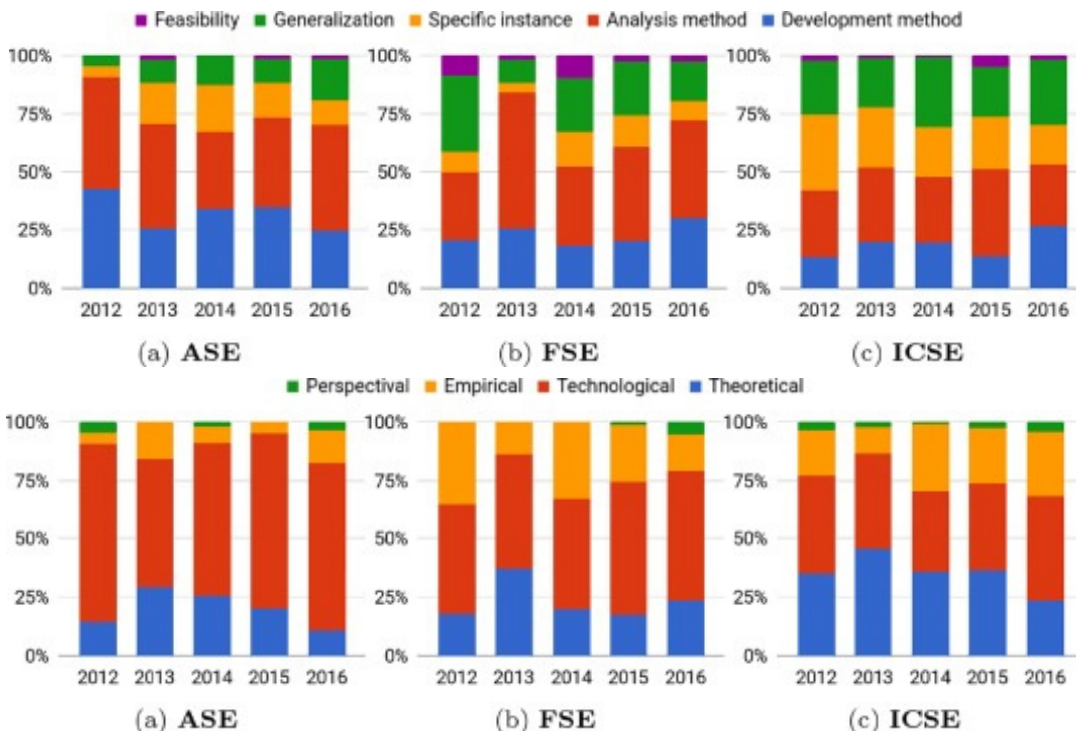 Feasibility Generalization Specific instance Analysis method Development method
100% 100% 100%
75% 75% 75%
50% 50% 50%
25% 25% 25%
0% 0% 0%
2012 2013 2014 2015 2016 2012 2013 2014 2015 2016 2012 2013 2014 2015 2016
(a) ASE (b) FSE (c) ICSE
Perspectival Empirical Technological Theoretical
100% 100% 100%
75% 75% 75%
50% 50% 50%
25% 25% 25%
0% 0% 0%
2012 2013 2014 2015 2016 2012 2013 2014 2015 2016 2012 2013 2014 2015 2016
(a) ASE (b) FSE (c) ICSE